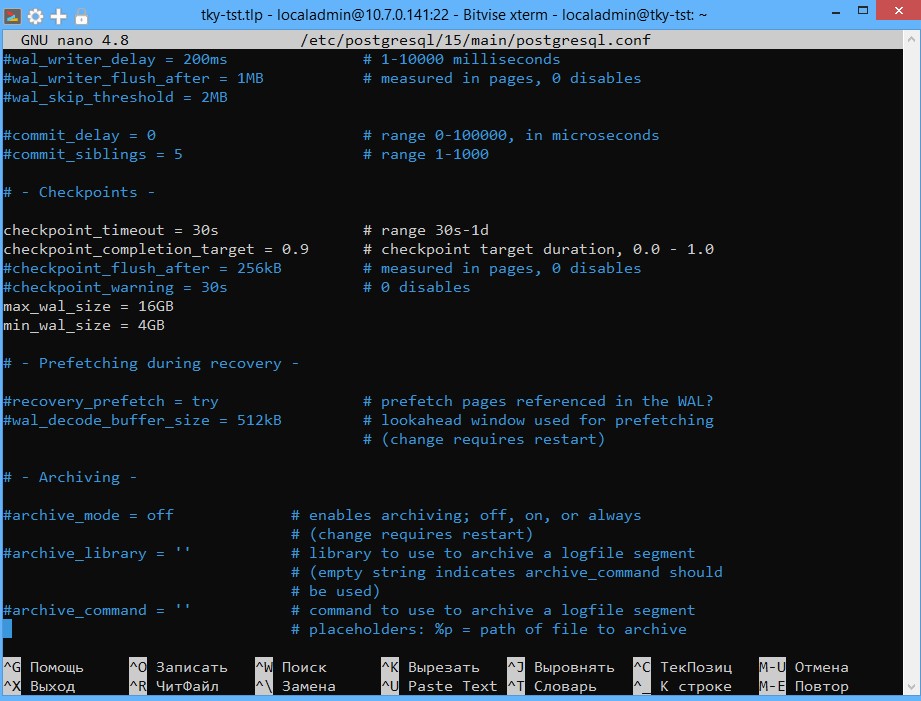 tky-tst.tlp - localadmin@10.7.0.141:22 - Bitvise xterm - localadmin@tky-tst: ~
GNU nano 4.8 /etc/postgresql/15/main/postgresql.conf
#wal_writer_delay = 200ms # 1-10000 milliseconds
#wal_writer_flush_after = 1MB # measured in pages, 0 disables
#wal_skip_threshold = 2MB
#commit_delay = 0 # range 0-100000, in microseconds
#commit_siblings = 5 # range 1-1000
# - Checkpoints -
checkpoint_timeout = 30s # range 30s-1d
checkpoint_completion_target = 0.9 # checkpoint target duration, 0.0 - 1.0
#checkpoint_flush_after = 256kB # measured in pages, 0 disables
#checkpoint_warning = 30s # 0 disables
max_wal_size = 16GB
min_wal_size = 4GB
# - Prefetching during recovery -
#recovery_prefetch = try # prefetch pages referenced in the WAL?
#wal_decode_buffer_size = 512kB # lookahead window used for prefetching
# (change requires restart)
# - Archiving -
#archive_mode = off # enables archiving; off, on, or always
# (change requires restart)
#archive_library = '' # library to use to archive a logfile segment
# (empty string indicates archive_command should
# be used)
#archive_command = '' # command to use to archive a logfile segment
# placeholders: %p = path of file to archive
^G Помощь ^O Записать ^W Поиск ^K Вырезать ^J Выровнять ^C ТекПозиц M-U Отмена
^X Выход ^R ЧитФайл ^\ Замена ^U Paste Text ^T Словарь ^_ К строке M-E Повтор